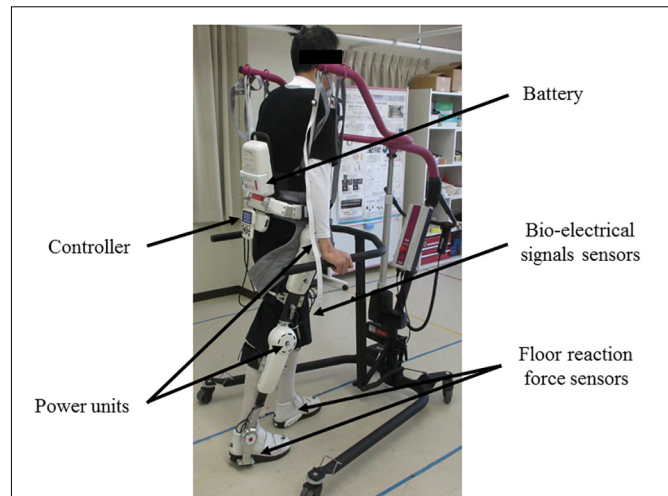 Battery
Controller
Bio-electrical
signals sensors
Floor reaction
force sensors
Power units